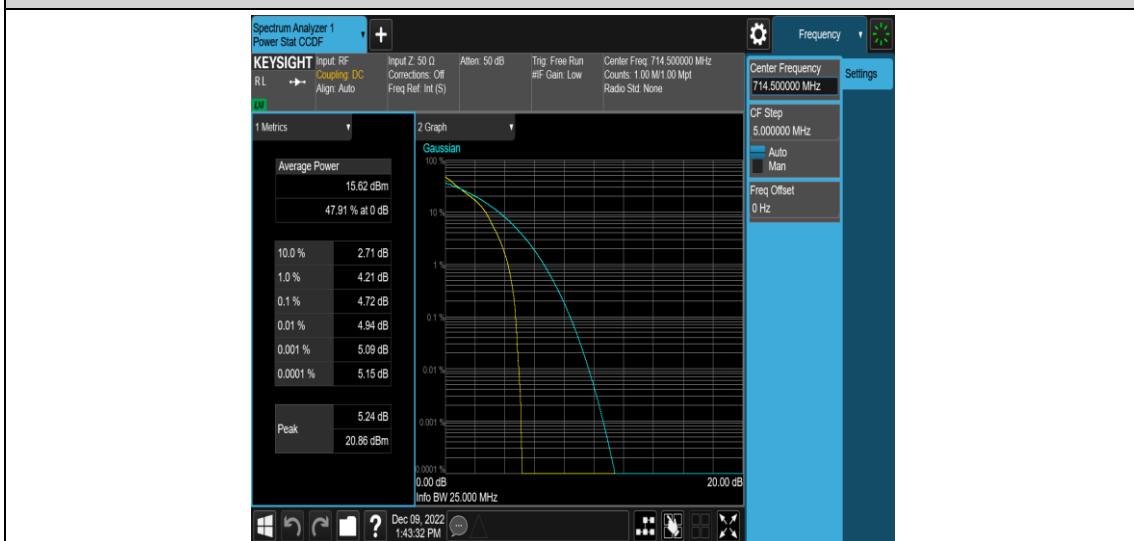 Spectrum Analyzer 1
Power Stat CCDF
+
Frequency
KEYSIGHT
Input: RF
Coupling: DC
Align: Auto
RL
LXI
Input Z: 50 Ω
Corrections: Off
Freq Ref: Int (S)
Atten: 50 dB
Trig: Free Run
#IF Gain: Low
Center Freq: 714.500000 MHz
Counts: 1.00 M/1.00 Mpt
Radio Std: None
Center Frequency
714.500000 MHz
Settings
CF Step
5.000000 MHz
Auto
Man
Freq Offset
0 Hz
1 Metrics
Average Power
15.62 dBm
47.91 % at 0 dB
10.0 % 2.71 dB
1.0 % 4.21 dB
0.1 % 4.72 dB
0.01 % 4.94 dB
0.001 % 5.09 dB
0.0001 % 5.15 dB
Peak
5.24 dB
20.86 dBm
2 Graph
Gaussian
100 %
10 %
1 %
0.1 %
0.01 %
0.001 %
0.0001 %
0.00 dB 20.00 dB
Info BW 25.000 MHz
?
Dec 09, 2022
1:43:32 PM